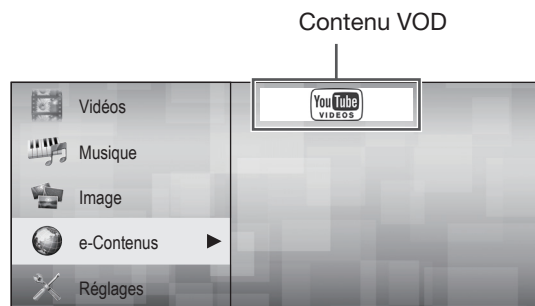 Contenu VOD
You Tube
VIDEOS
Vidéos
Musique
Image
e-Contenus
Réglages